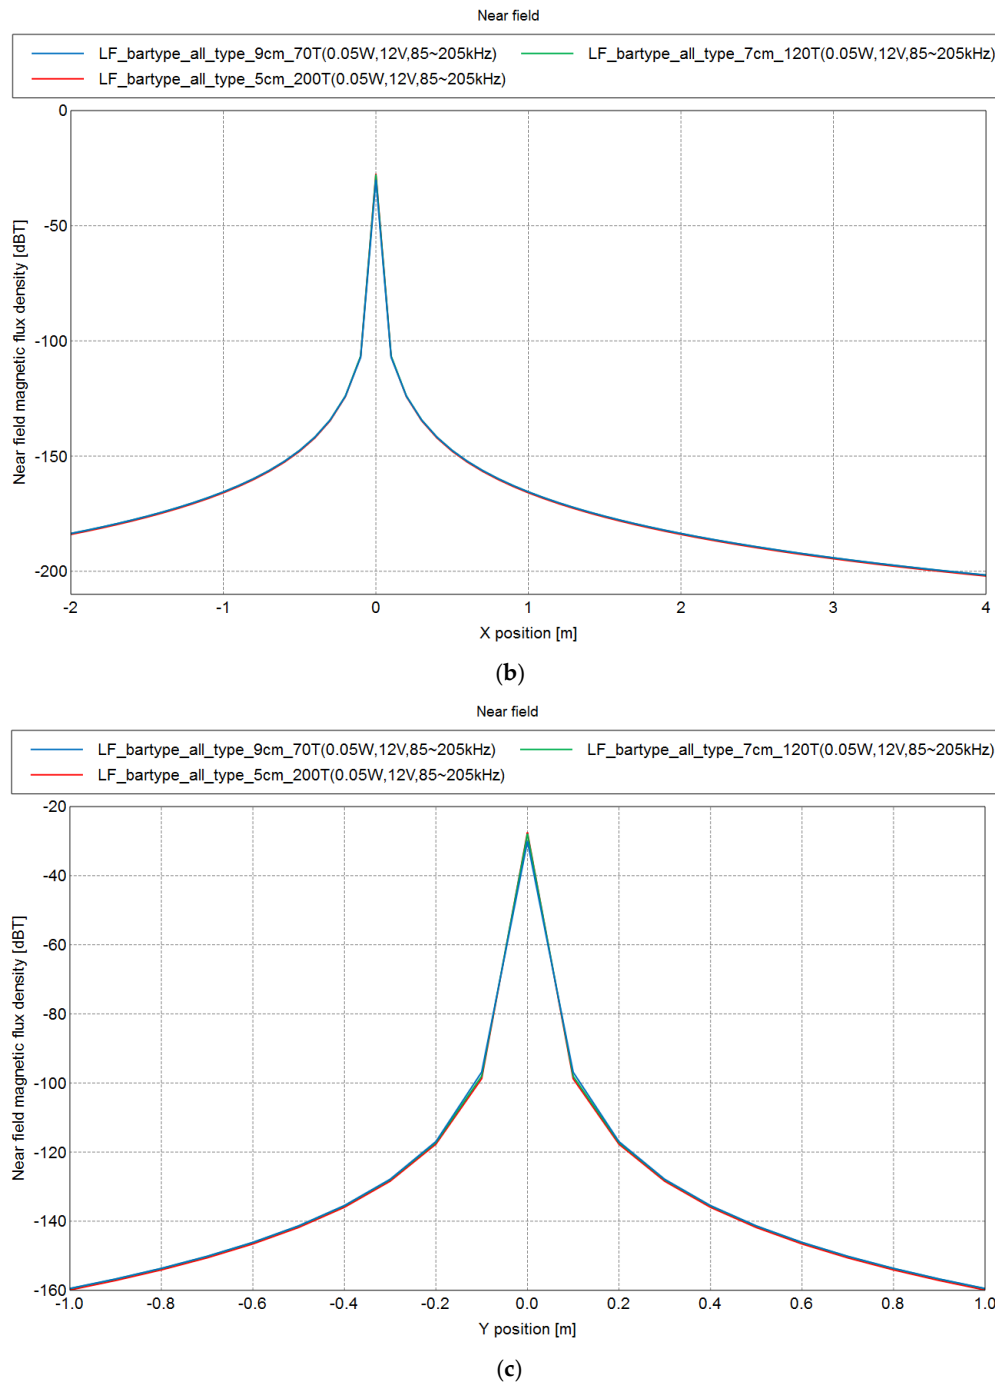 Near field
LF_bartype_all_type_9cm_70T(0.05W,12V,85~205kHz) LF_bartype_all_type_7cm_120T(0.05W,12V,85~205kHz)
LF_bartype_all_type_5cm_200T(0.05W,12V,85~205kHz)
0
-50
-100
-150
-200
Near field magnetic flux density [dBT]
-2 -1 0 1 2 3 4
X position [m]
(b)
Near field
LF_bartype_all_type_9cm_70T(0.05W,12V,85~205kHz) LF_bartype_all_type_7cm_120T(0.05W,12V,85~205kHz)
LF_bartype_all_type_5cm_200T(0.05W,12V,85~205kHz)
-20
-40
-60
-80
-100
-120
-140
-160
Near field magnetic flux density [dBT]
-1.0 -0.8 -0.6 -0.4 -0.2 0.0 0.2 0.4 0.6 0.8 1.0
Y position [m]
(c)